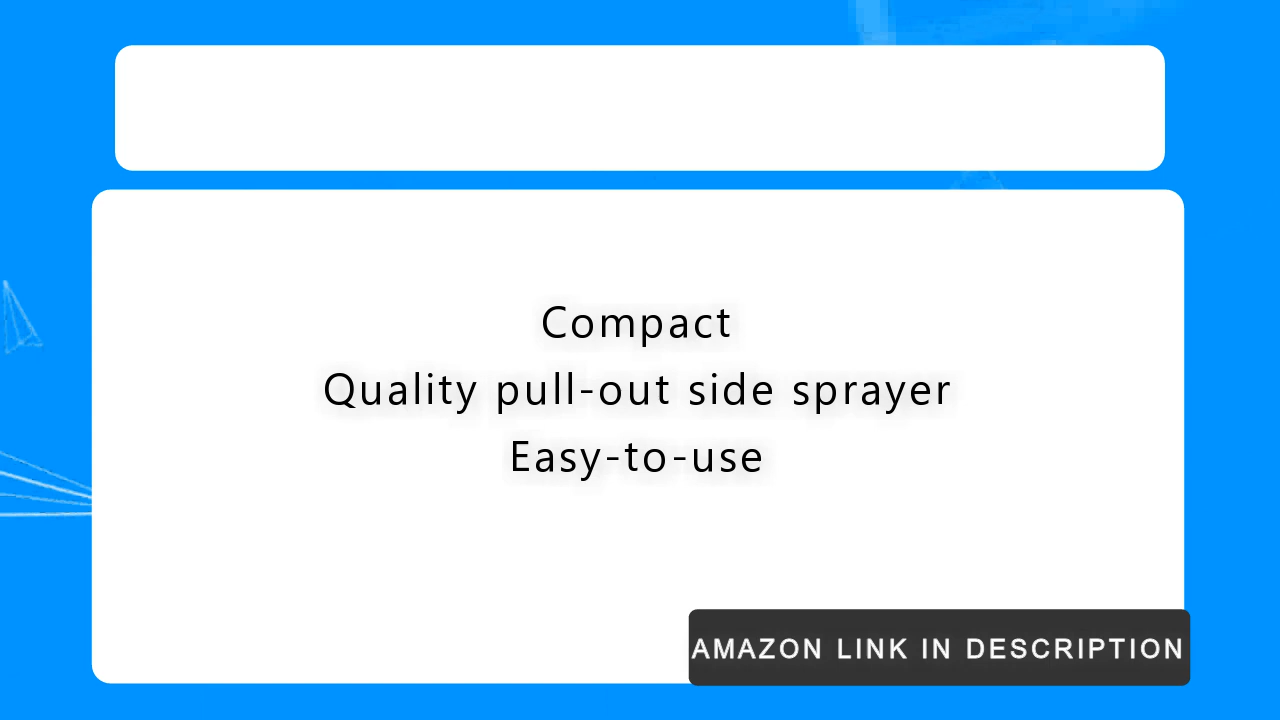 Compact
Quality pull-out side sprayer
Easy-to-use
AMAZON LINK IN DESCRIPTION